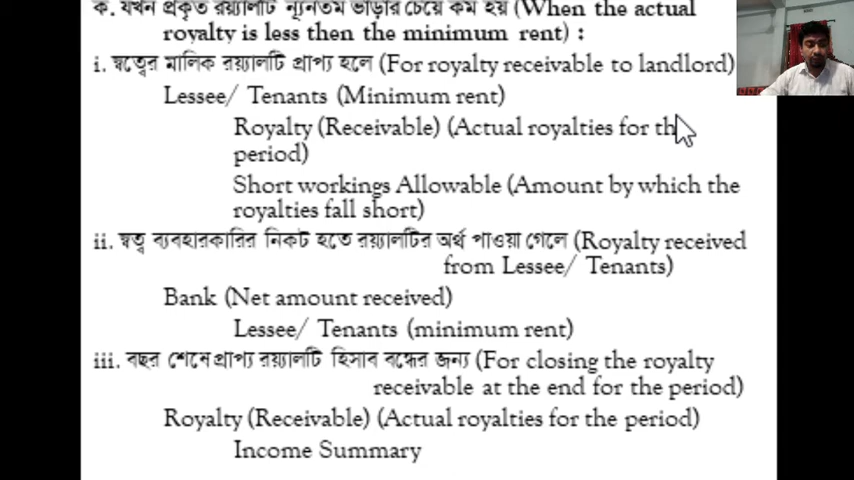 ক. যখন প্রকৃত রয়্যালটি ন্যূনতম ভাড়ার চেয়ে কম হয় (When the actual
royalty is less then the minimum rent) :
i. স্বত্বের মালিক রয়্যালটি প্রাপ্য হলে (For royalty receivable to landlord)
Lessee/ Tenants (Minimum rent)
Royalty (Receivable) (Actual royalties for th
period)
Short workings Allowable (Amount by which the
royalties fall short)
ii. স্বত্ব ব্যবহারকারির নিকট হতে রয়্যালটির অর্থ পাওয়া গেলে (Royalty received
from Lessee/ Tenants)
Bank (Net amount received)
Lessee/ Tenants (minimum rent)
iii. বছর শেষে প্রাপ্য রয়্যালটি হিসাব বন্ধের জন্য (For closing the royalty
receivable at the end for the period)
Royalty (Receivable) (Actual royalties for the period)
Income Summary